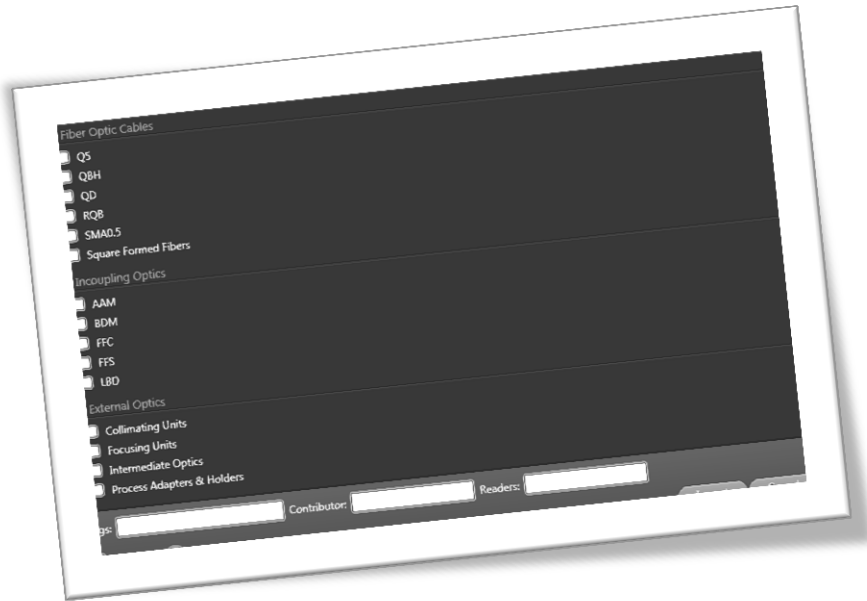 Fiber Optic Cables
QS
QBH
QD
RQB
SMA0.5
Square Formed Fibers
Incoupling Optics
AAM
BDM
FFC
FFS
LBD
External Optics
Collimating Units
Focusing Units
Intermediate Optics
Process Adapters & Holders
gs: Contributor: Readers: